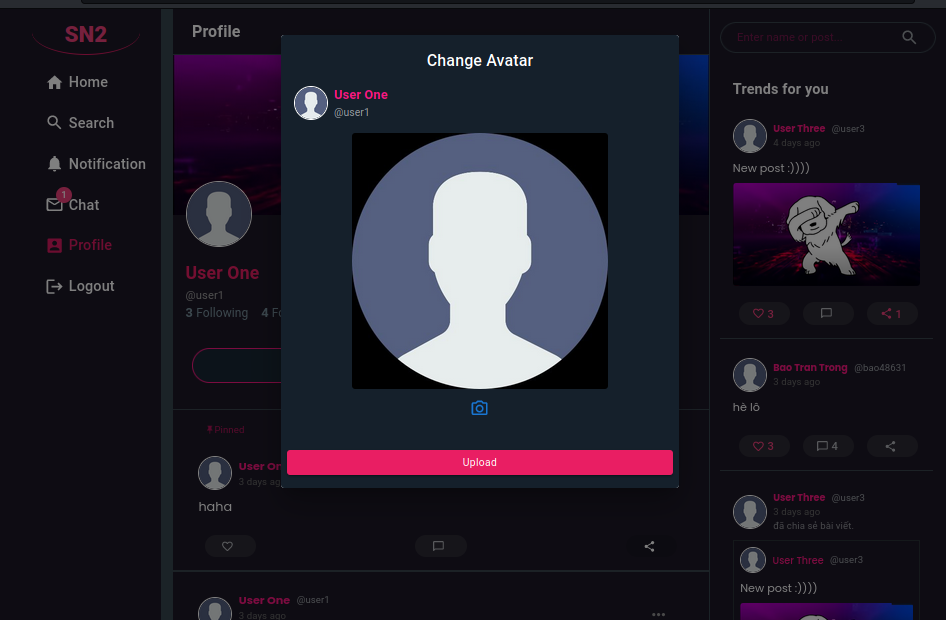 SN2
Home
Search
Notification
1
Chat
Profile
Logout
Profile
User One
@user1
3 Following 4 Fo
Pinned
User On
3 days ag
haha
User One @user1
3 days ago
Change Avatar
User One
@user1
Upload
Enter name or post...
Trends for you
User Three @user3
4 days ago
New post :))))
3
1
Bao Tran Trong @bao48631
3 days ago
hè lô
3
4
User Three @user3
3 days ago
đã chia sẻ bài viết.
User Three @user3
New post :))))